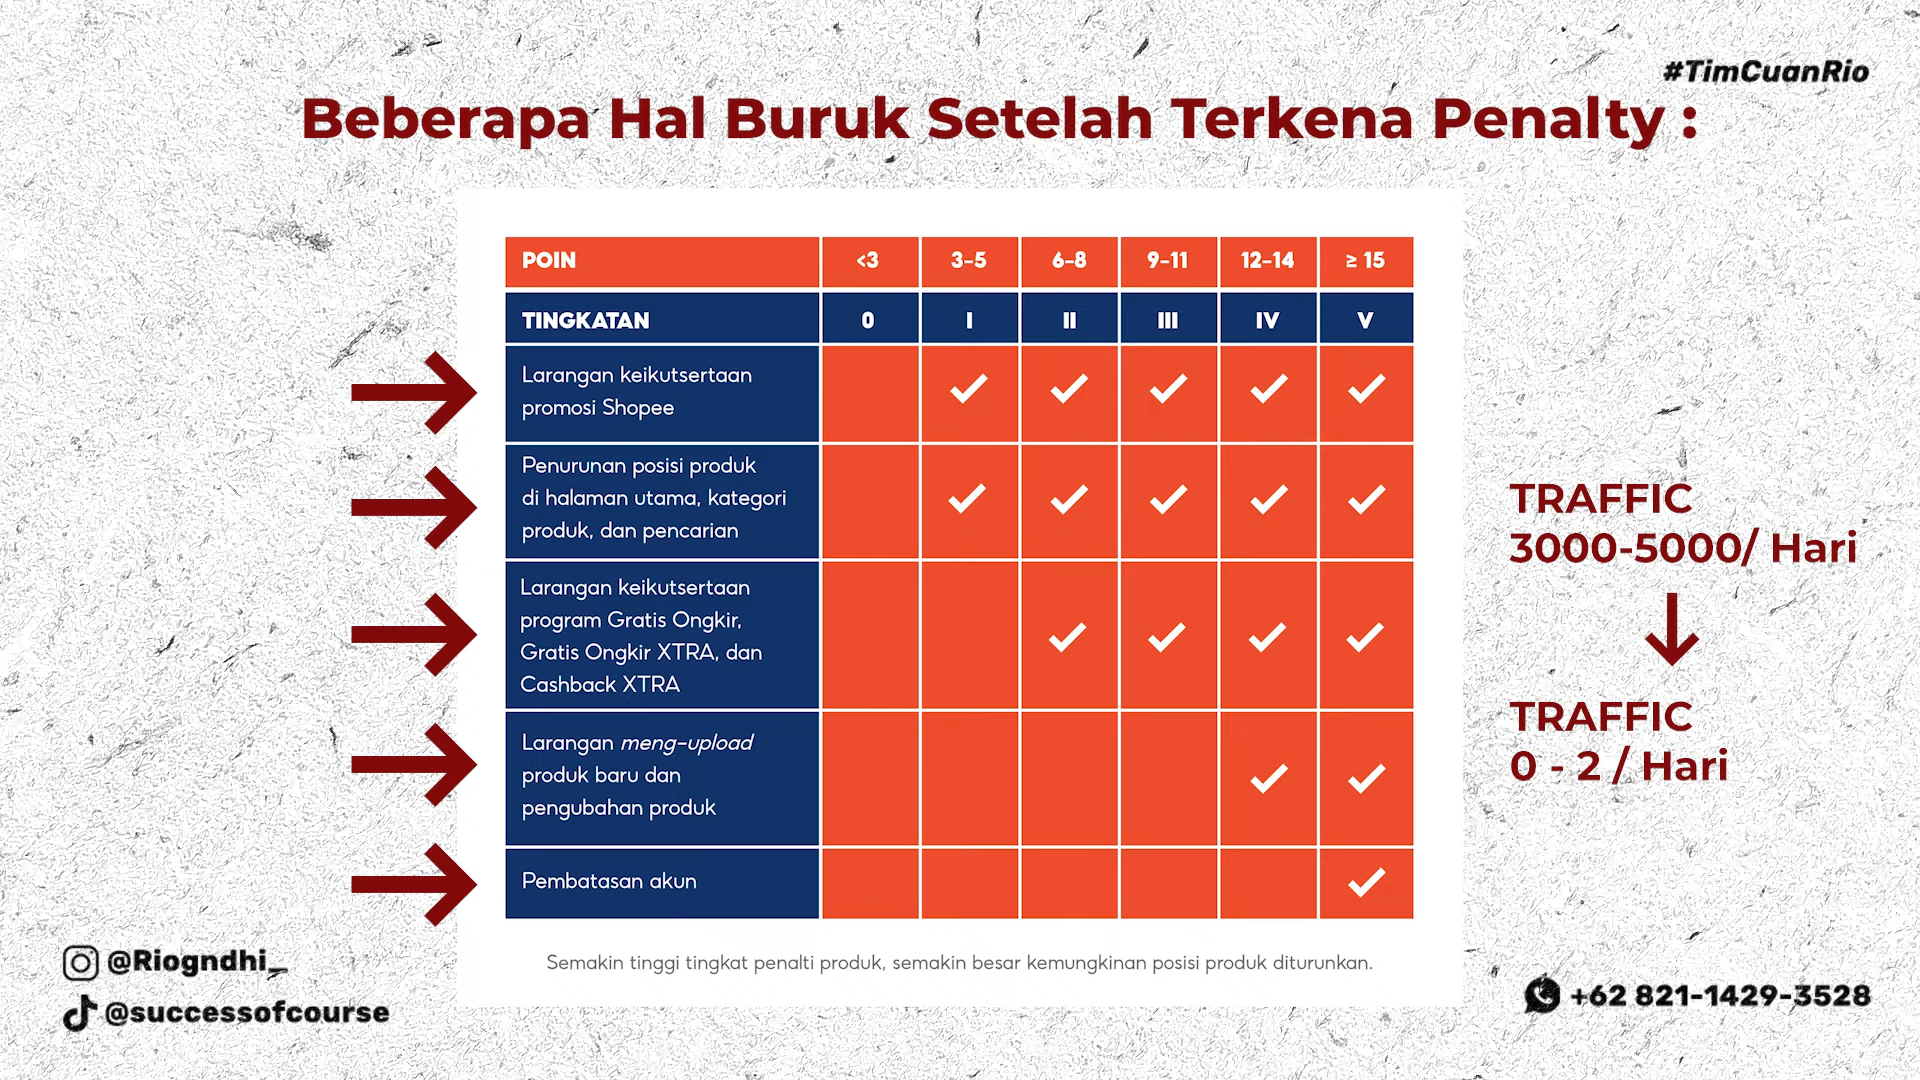 #TimCuanRio
Beberapa Hal Buruk Setelah Terkena Penalty :
POIN <3 3-5 6-8 9-11 12-14 ≥ 15
TINGKATAN 0 I II III IV V
Larangan keikutsertaan
promosi Shopee
Penurunan posisi produk
di halaman utama, kategori
produk, dan pencarian
Larangan keikutsertaan
program Gratis Ongkir,
Gratis Ongkir XTRA, dan
Cashback XTRA
Larangan meng-upload
produk baru dan
pengubahan produk
Pembatasan akun
Semakin tinggi tingkat penalti produk, semakin besar kemungkinan posisi produk diturunkan.
TRAFFIC
3000-5000/ Hari
TRAFFIC
0 - 2 / Hari
@Riogndhi_
@successofcourse
+62 821-1429-3528